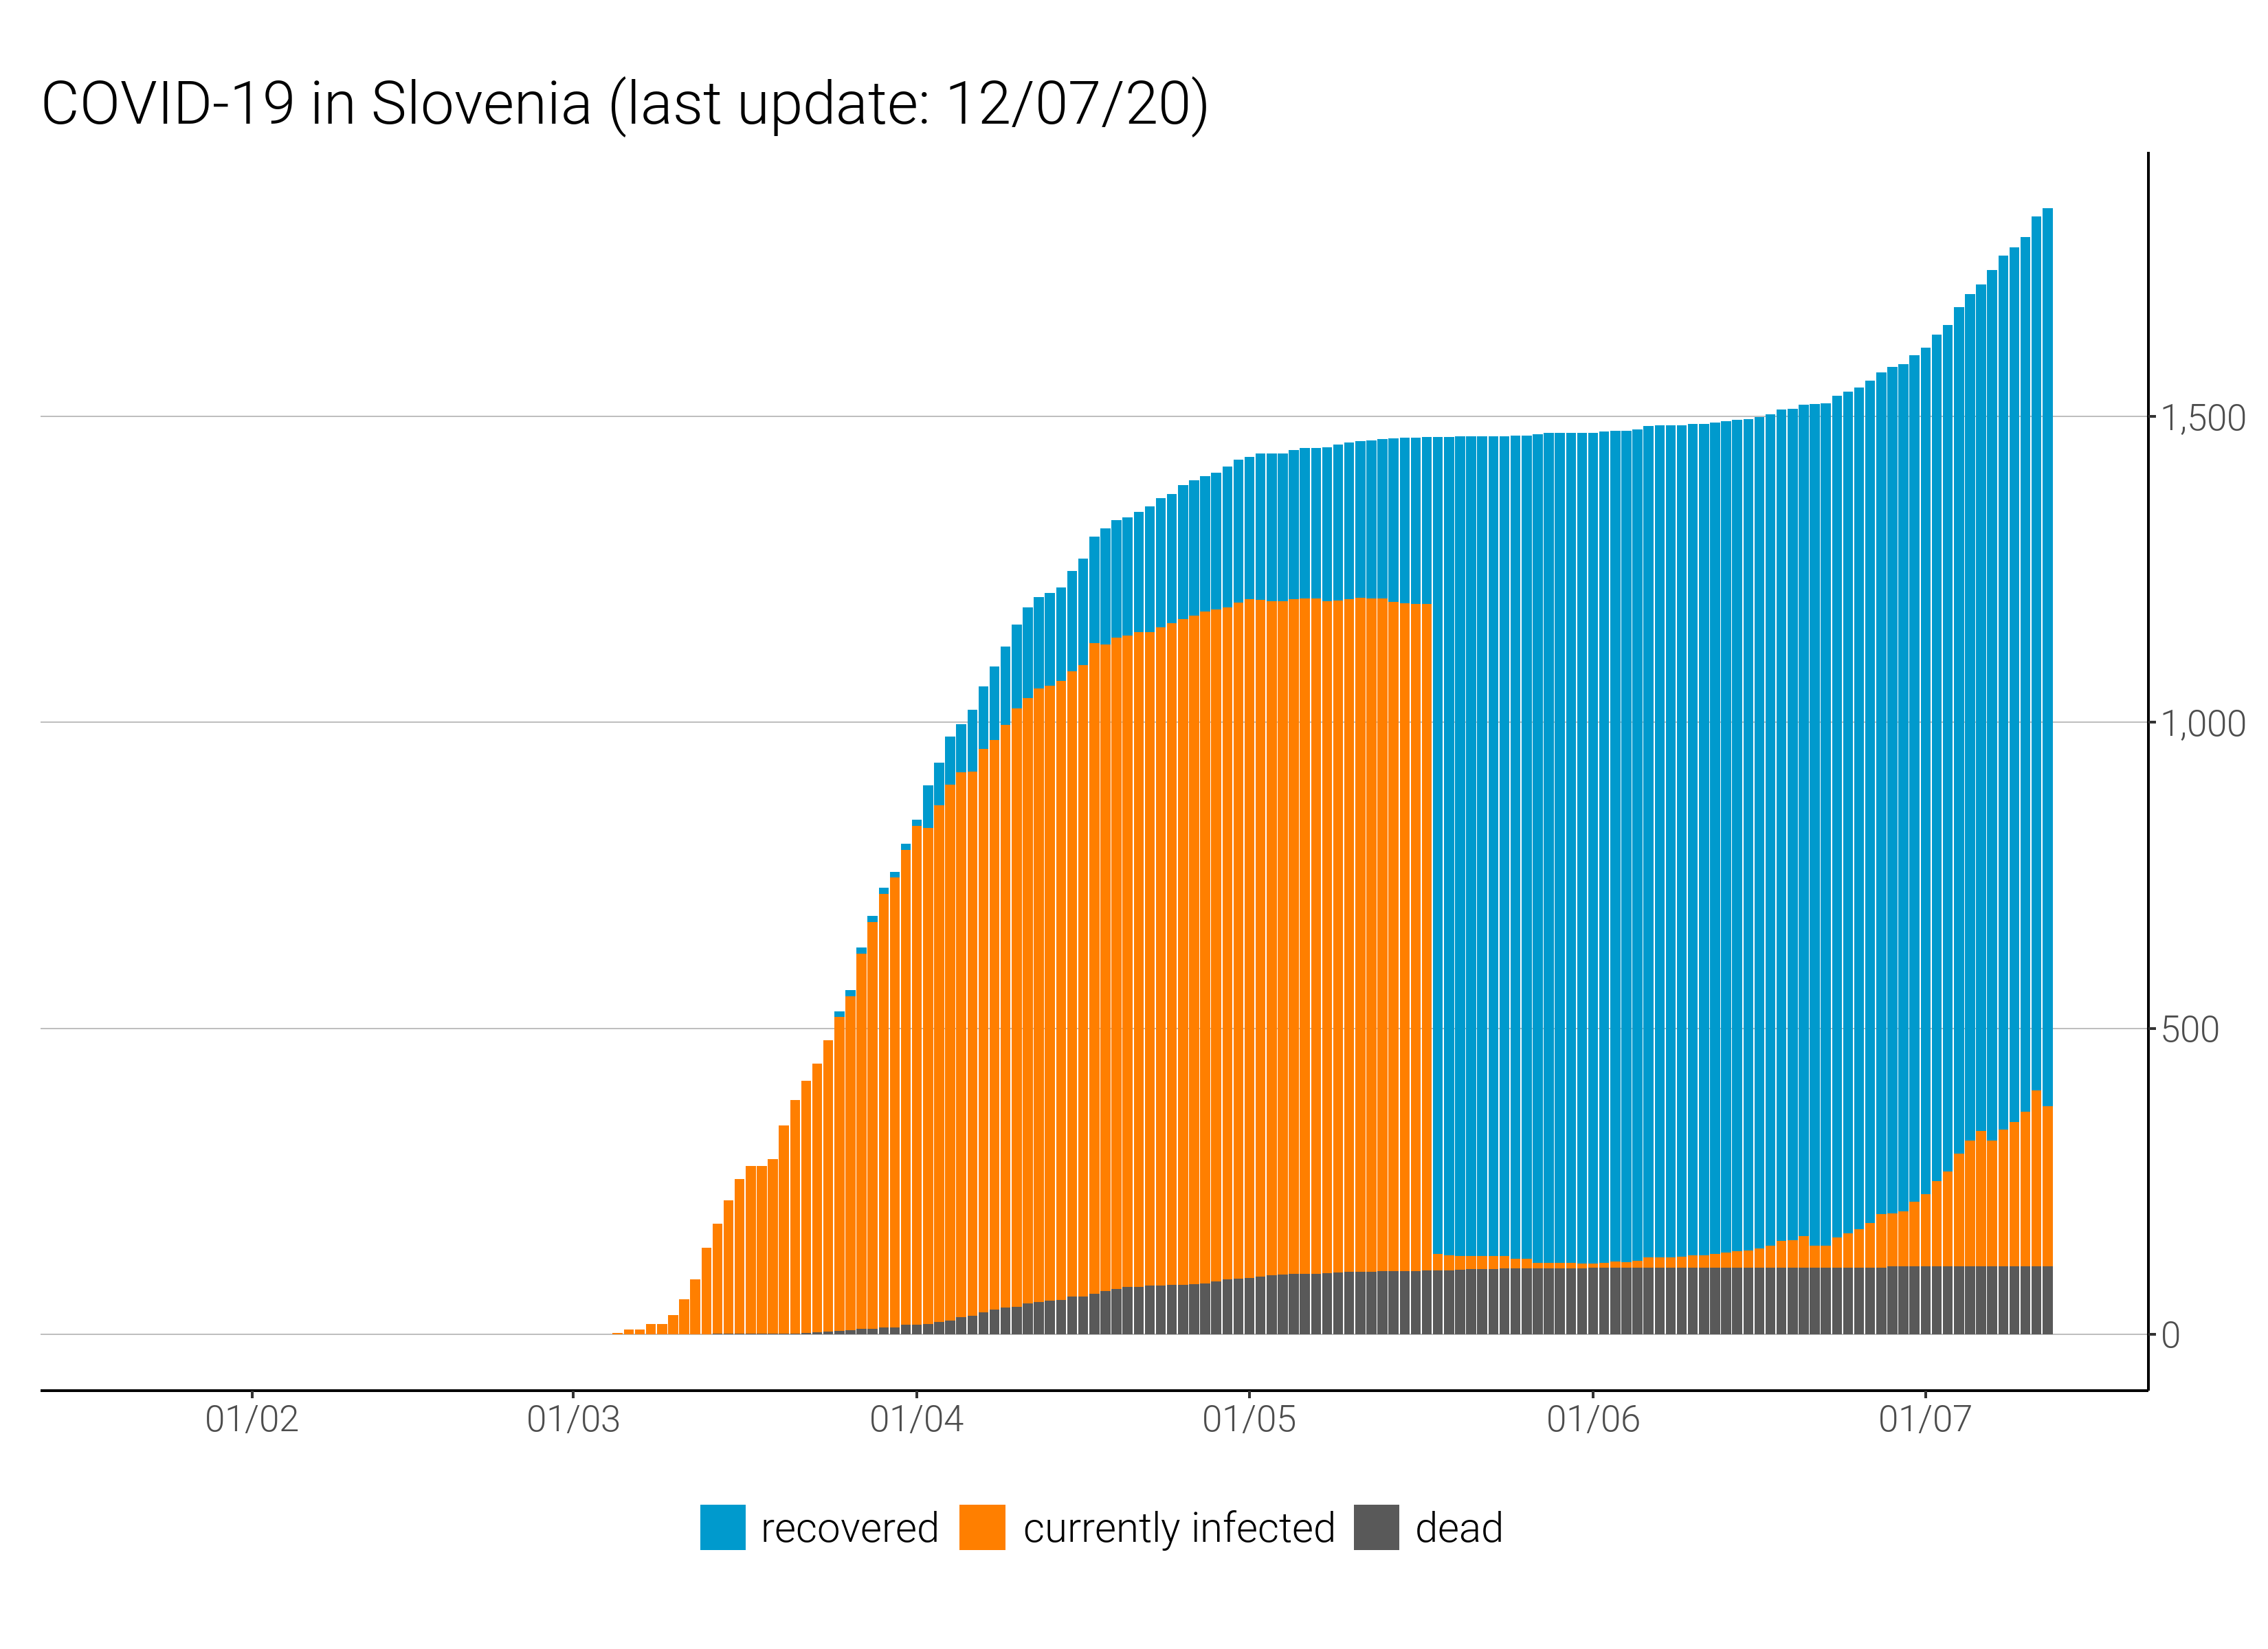 COVID-19 in Slovenia (last update: 12/07/20)
1,500
1,000
500
0
01/02 01/03 01/04 01/05 01/06 01/07
recovered currently infected dead